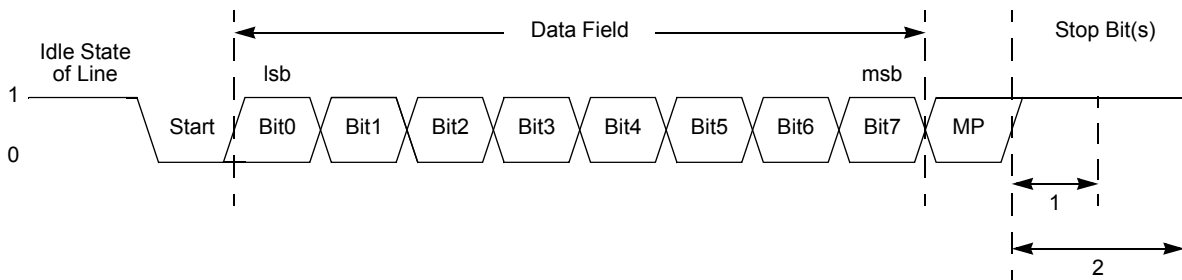 Data Field
Stop Bit(s)
Idle State
of Line
lsb
msb
1
Start
Bit0
Bit1
Bit2
Bit3
Bit4
Bit5
Bit6
Bit7
MP
0
1
2